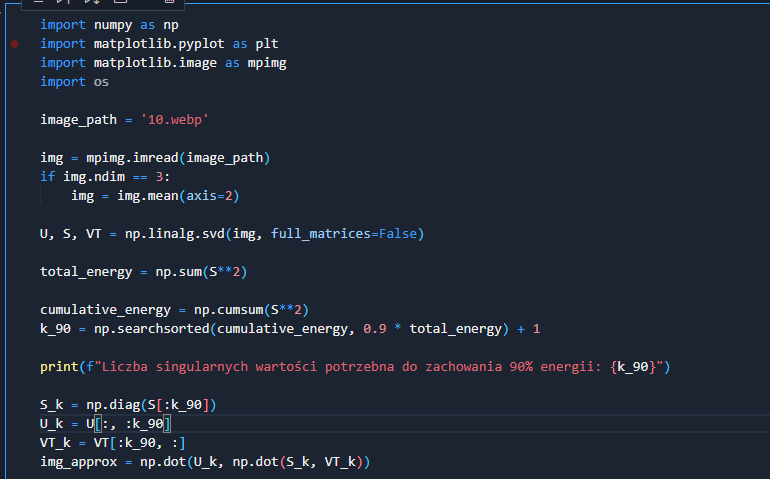 import numpy as np
import matplotlib.pyplot as plt
import matplotlib.image as mpimg
import os
image_path = '10.webp'
img = mpimg.imread(image_path)
if img.ndim == 3:
    img = img.mean(axis=2)
U, S, VT = np.linalg.svd(img, full_matrices=False)
total_energy = np.sum(S**2)
cumulative_energy = np.cumsum(S**2)
k_90 = np.searchsorted(cumulative_energy, 0.9 * total_energy) + 1
print(f"Liczba singularnych wartości potrzebna do zachowania 90% energii: {k_90}")
S_k = np.diag(S[:k_90])
U_k = U[:, :k_90]
VT_k = VT[:k_90, :]
img_approx = np.dot(U_k, np.dot(S_k, VT_k))